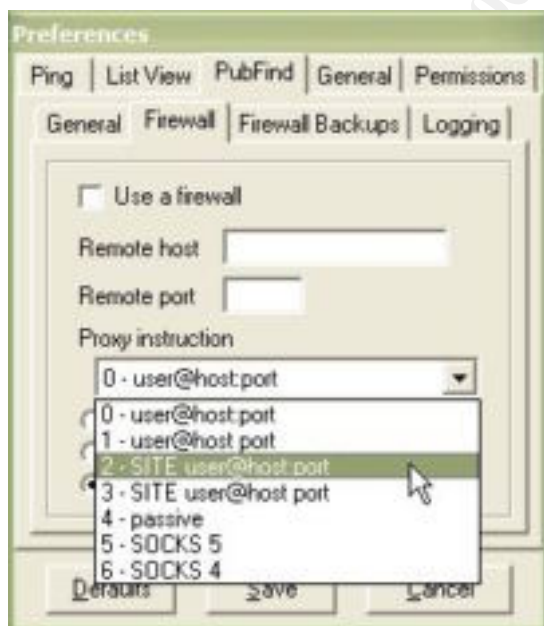 Preferences
Ping List View PubFind General Permissions
General Firewall Firewall Backups Logging
Use a firewall
Remote host
Remote port
Proxy instruction
0 - user@host:port
0 - user@host:port
1 - user@host port
2 - SITE user@host:port
3 - SITE user@host port
4 - passive
5 - SOCKS 5
6 - SOCKS 4
Defaults Save Cancel